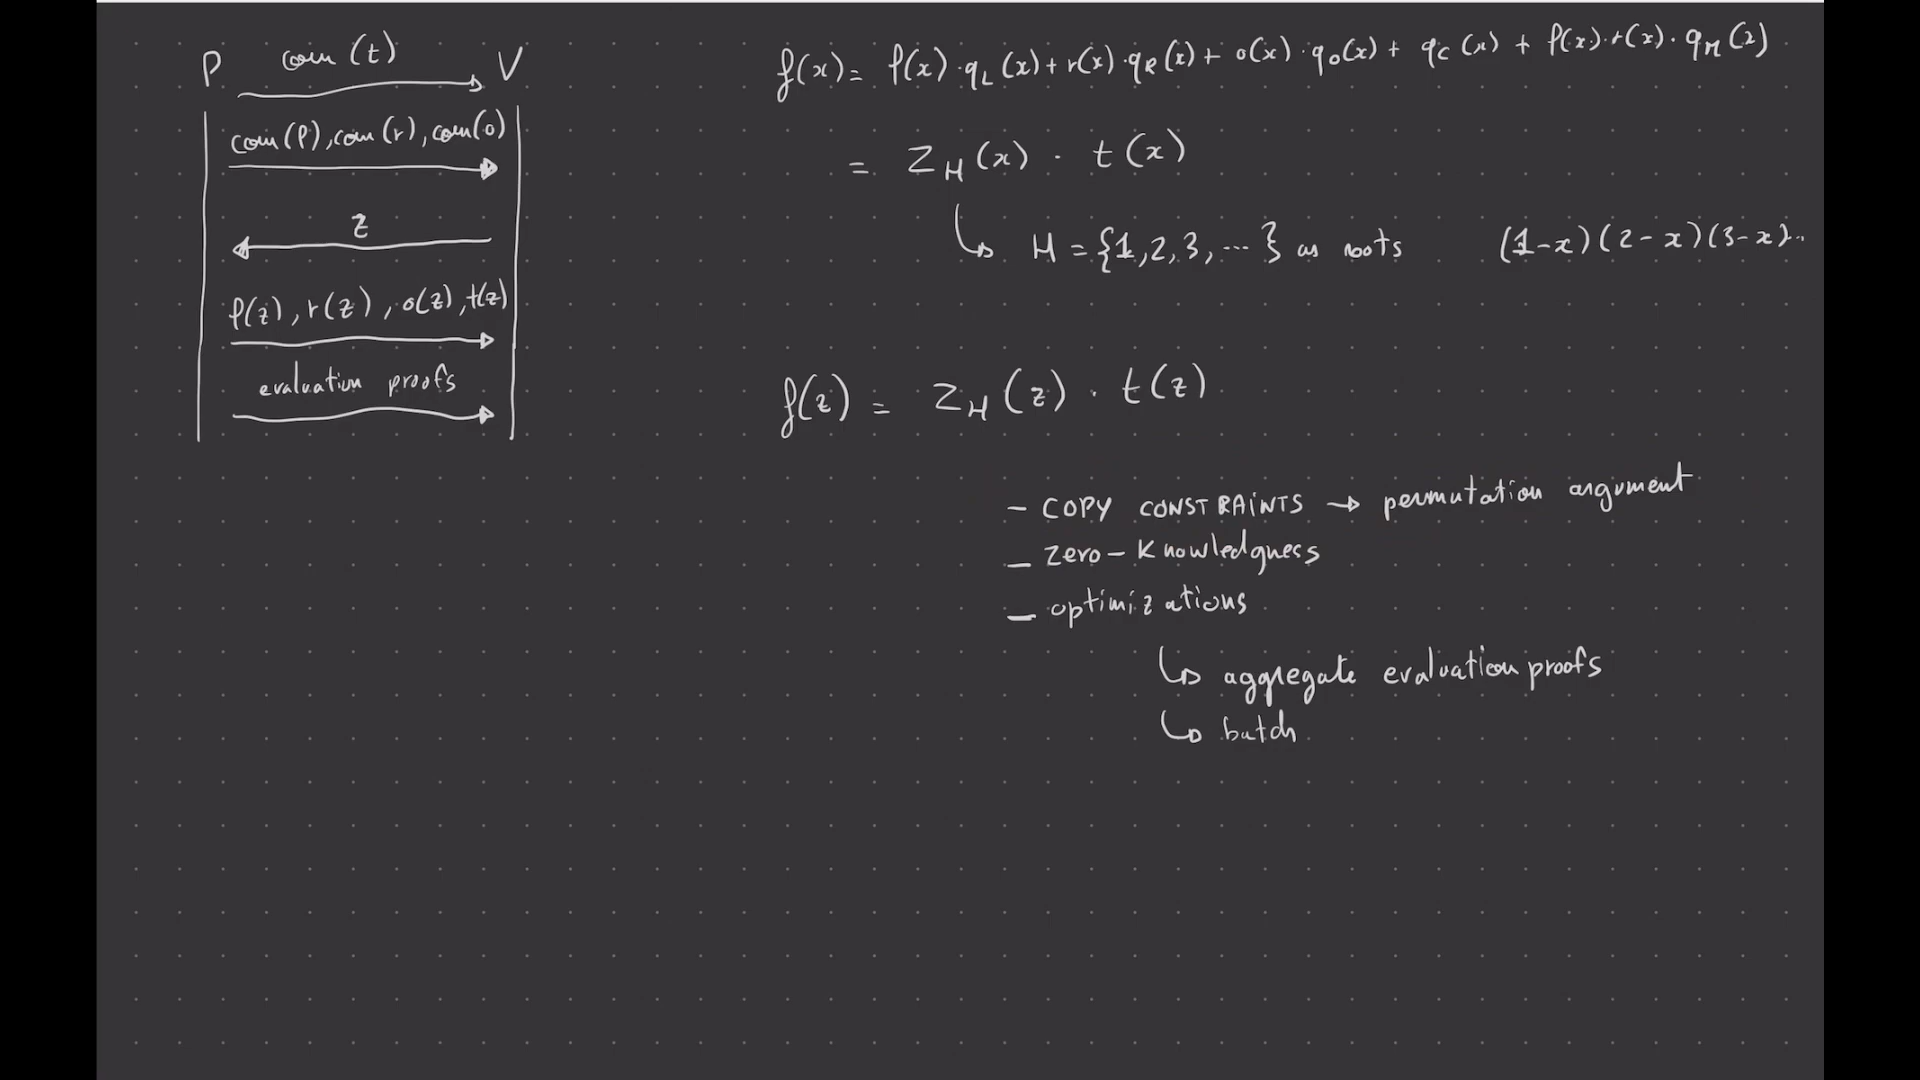 P com(t) V
com(l), com(r), com(o)
z
l(z), r(z), o(z), t(z)
evaluation proofs
f(x) = l(x) · q_L(x) + r(x) · q_R(x) + o(x) · q_O(x) + q_C(x) + l(x) · r(x) · q_M(x)
= Z_H(x) · t(x)
↳ H = {1, 2, 3, ... } as roots (1-x)(2-x)(3-x)..
f(z) = Z_H(z) · t(z)
- COPY CONSTRAINTS → permutation argument
- Zero-Knowledgness
- optimizations
↳ aggregate evaluation proofs
↳ batch